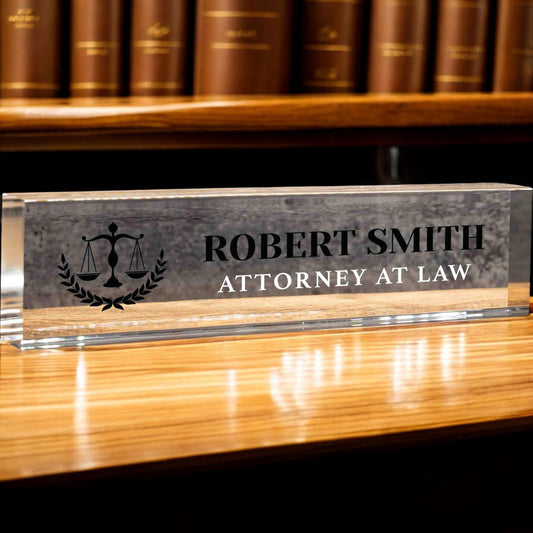 ROBERT SMITH
ATTORNEY AT LAW